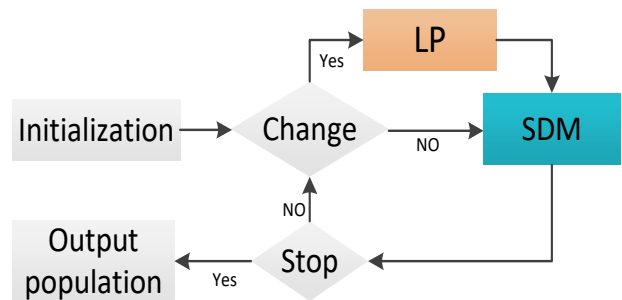 LP
Yes
Initialization
Change
NO
SDM
NO
Output
population
Yes
Stop